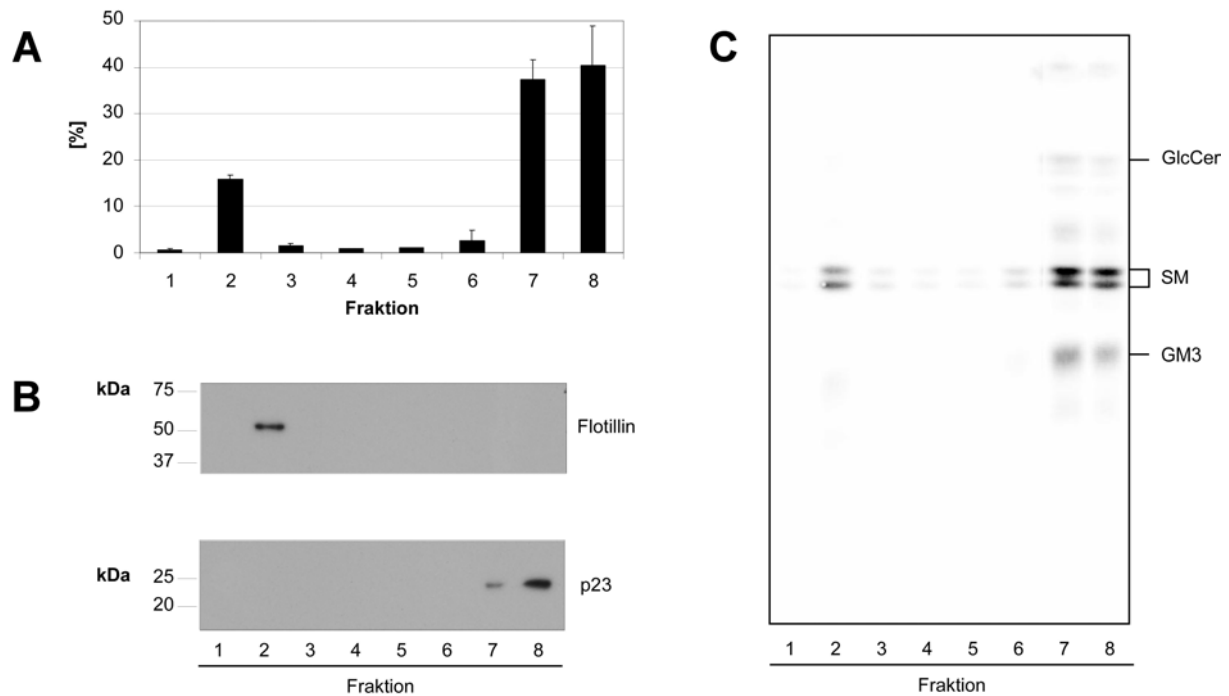 A
[%]
50
40
30
20
10
0
1 2 3 4 5 6 7 8
Fraktion
B
kDa
75
50
37
Flotillin
kDa
25
20
p23
1 2 3 4 5 6 7 8
Fraktion
C
GlcCer
SM
GM3
1 2 3 4 5 6 7 8
Fraktion